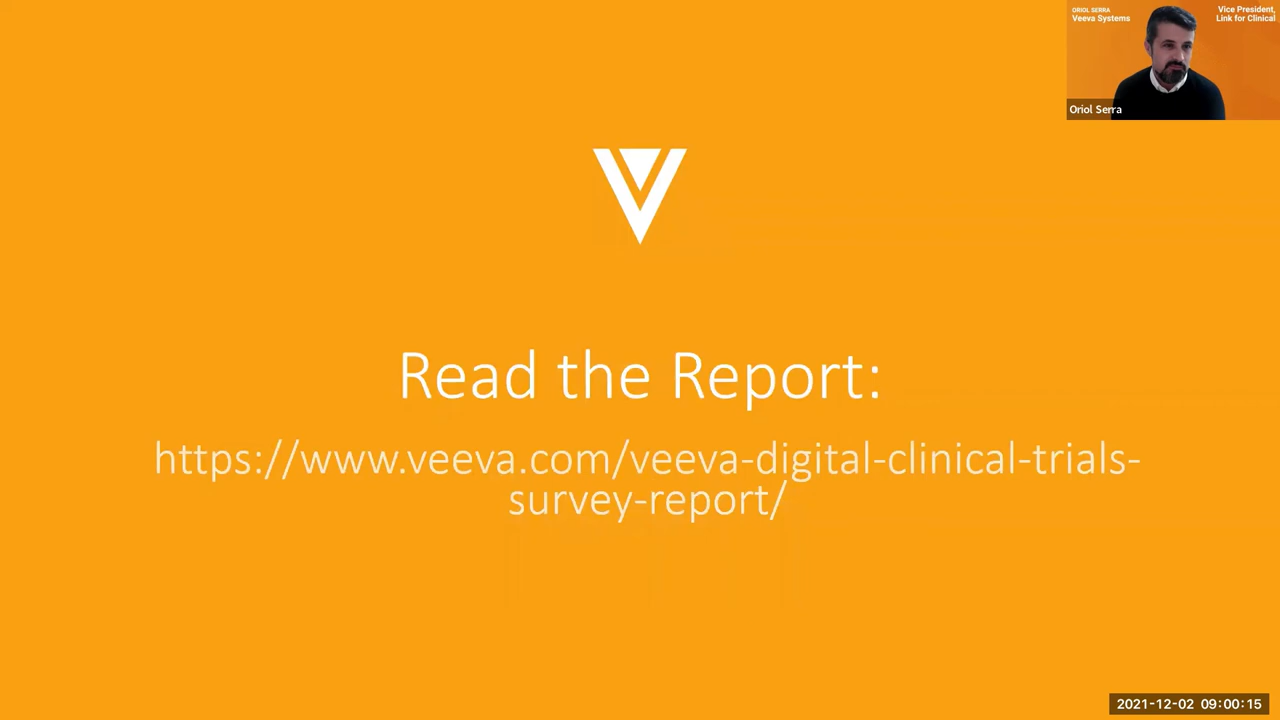 ORIOL SERRA
Veeva Systems
Vice President,
Link for Clinical
Oriol Serra
Read the Report:
https://www.veeva.com/veeva-digital-clinical-trials-
survey-report/
2021-12-02 09:00:15